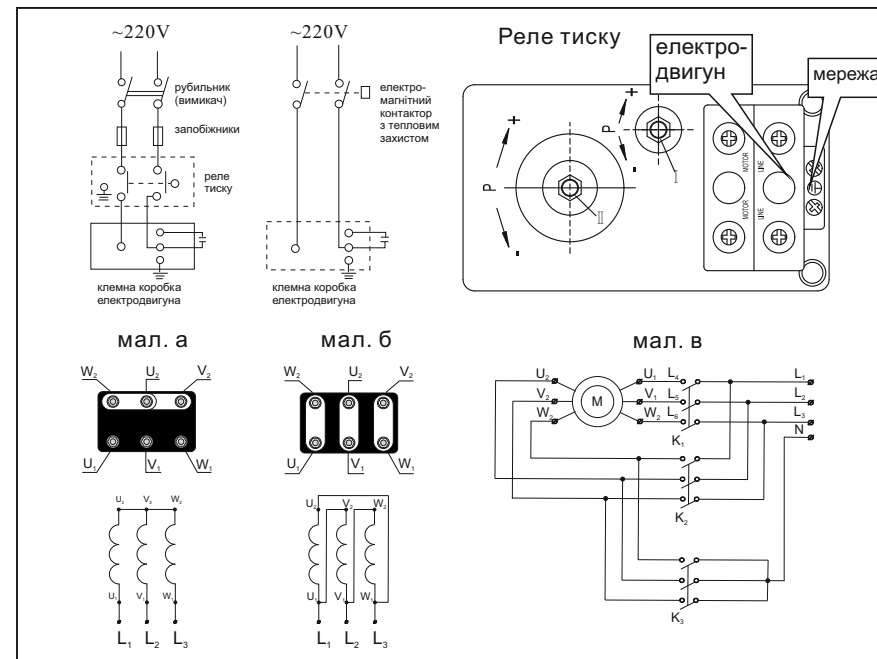 ~220V
рубильник
(вимикач)
запобіжники
реле
тиску
клемна коробка
електродвигуна
~220V
електро-
магнітний
контактор
з тепловим
захистом
клемна коробка
електродвигуна
Реле тиску
електро-
двигун
мережа
+
P
-
II
+
P
-
I
MOTOR
LINE
MOTOR
LINE
мал. а
W₂ U₂ V₂
U₁ V₁ W₁
U₂ V₂ W₂
U₁ V₁ W₁
L₁ L₂ L₃
мал. б
W₂ U₂ V₂
U₁ V₁ W₁
U₂ V₂ W₂
U₁ V₁ W₁
L₁ L₂ L₃
мал. в
U₂ U₁ L₄ L₁
V₂ M V₁ L₅ L₂
W₂ W₂ L₆ L₃
K₁ N
K₂
K₃